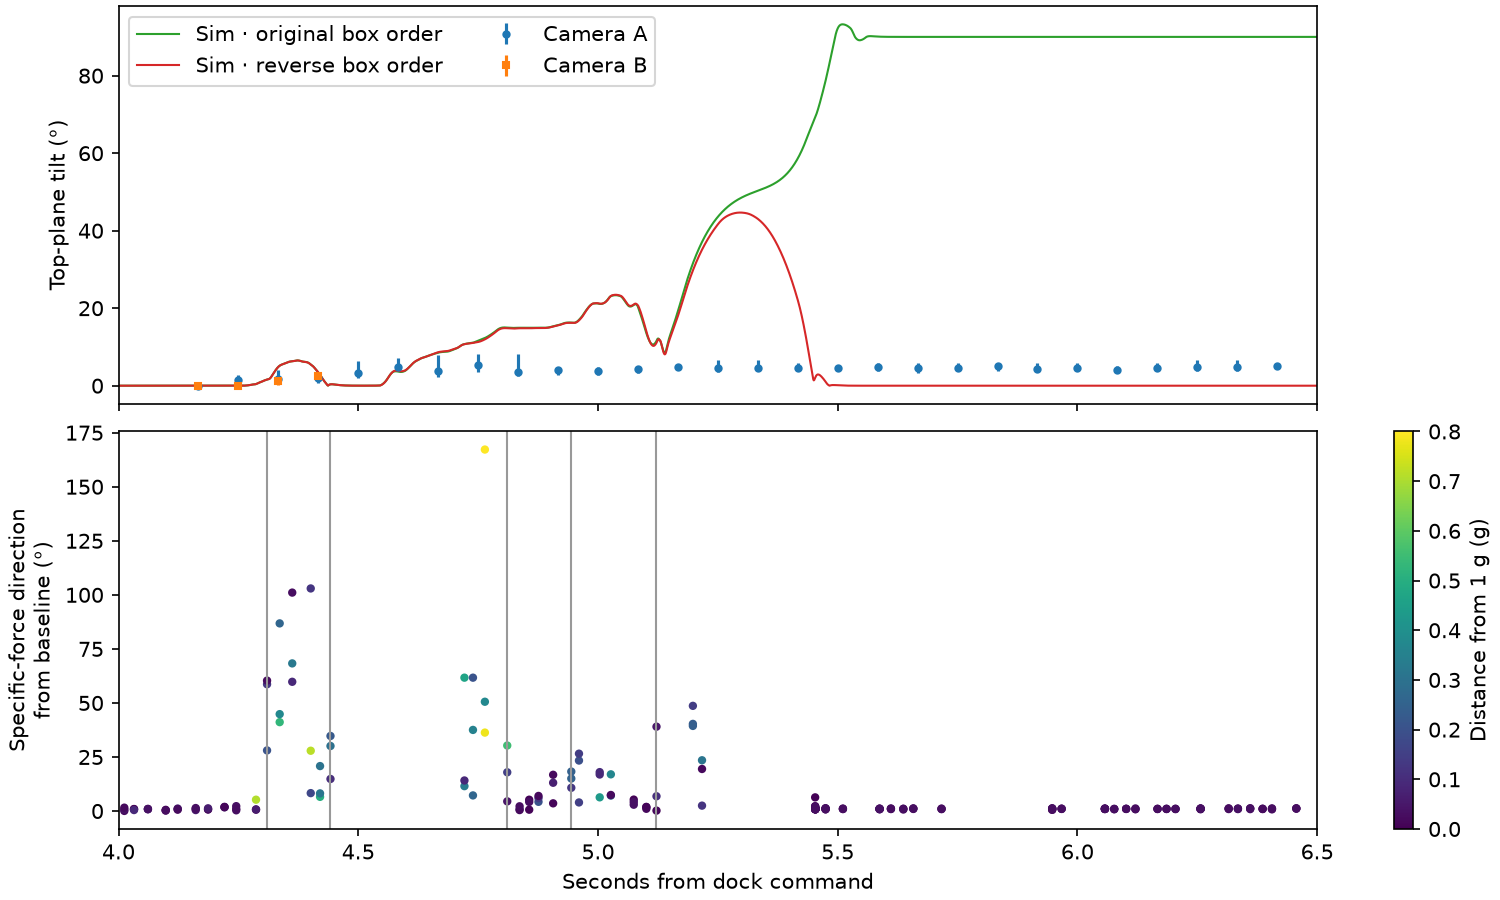 Sim · original box order
Sim · reverse box order
Camera A
Camera B
Top-plane tilt (°)
80
60
40
20
0
175
150
125
100
75
50
25
0
Specific-force direction
from baseline (°)
4.0 4.5 5.0 5.5 6.0 6.5
Seconds from dock command
0.8
0.7
0.6
0.5
0.4
0.3
0.2
0.1
0.0
Distance from 1 g (g)